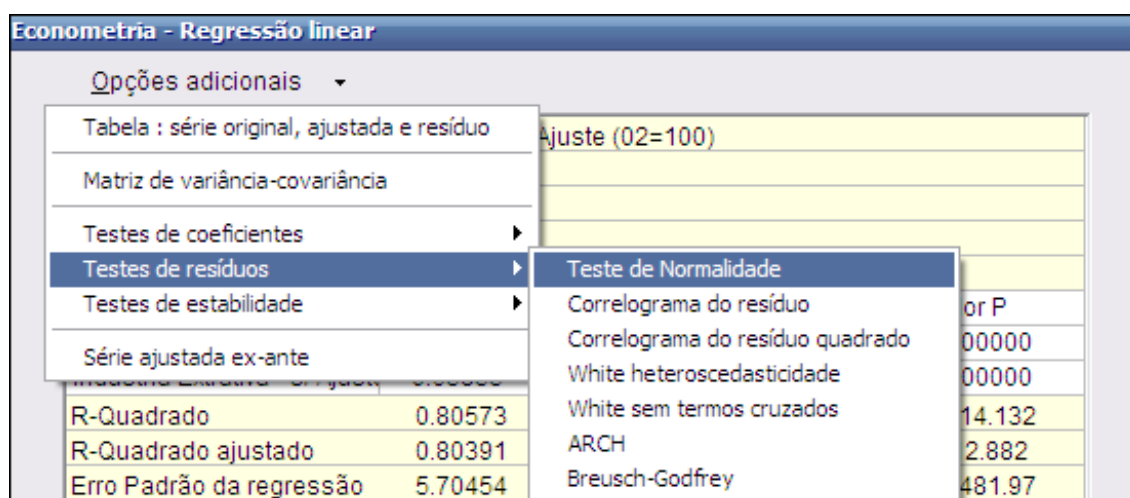 Econometria - Regressão linear
Opções adicionais
Tabela : série original, ajustada e resíduo
Ajuste (02=100)
Matriz de variância-covariância
Testes de coeficientes
Testes de resíduos
Teste de Normalidade
Testes de estabilidade
Correlograma do resíduo
or P
Correlograma do resíduo quadrado
00000
Série ajustada ex-ante
White heteroscedasticidade
00000
R-Quadrado 0.80573
White sem termos cruzados
14.132
R-Quadrado ajustado 0.80391
ARCH
2.882
Erro Padrão da regressão 5.70454
Breusch-Godfrey
481.97